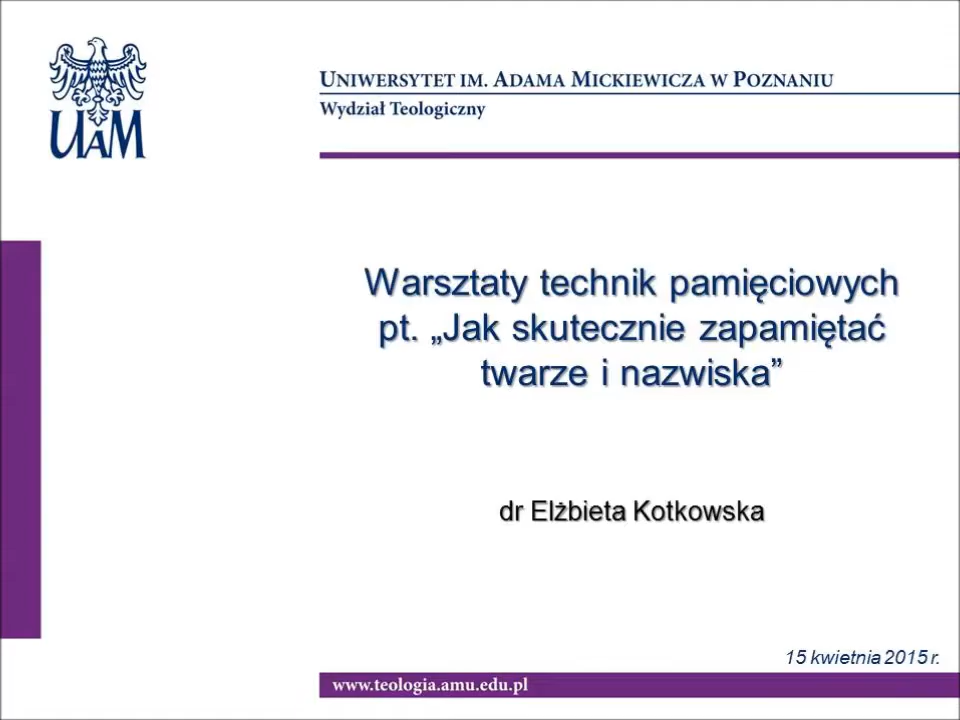 UAM
UNIWERSYTET IM. ADAMA MICKIEWICZA W POZNANIU
Wydział Teologiczny
Warsztaty technik pamięciowych
pt. „Jak skutecznie zapamiętać
twarze i nazwiska”
dr Elżbieta Kotkowska
15 kwietnia 2015 r.
www.teologia.amu.edu.pl